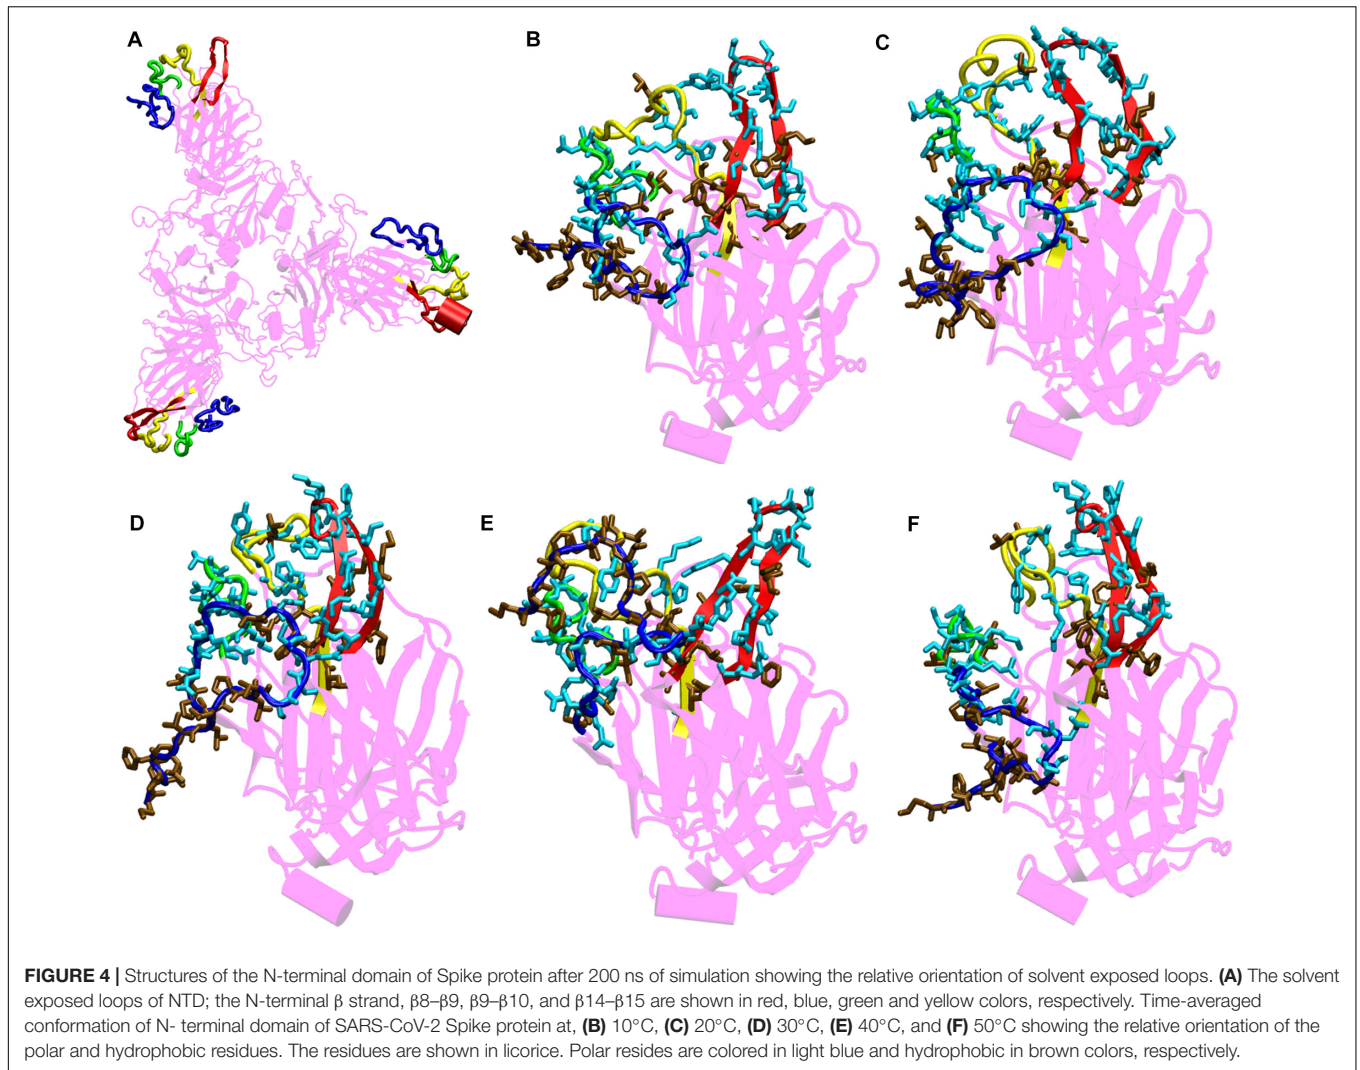 A
B
C
D
E
F
FIGURE 4 | Structures of the N-terminal domain of Spike protein after 200 ns of simulation showing the relative orientation of solvent exposed loops. (A) The solvent
exposed loops of NTD; the N-terminal β strand, β8–β9, β9–β10, and β14–β15 are shown in red, blue, green and yellow colors, respectively. Time-averaged
conformation of N- terminal domain of SARS-CoV-2 Spike protein at, (B) 10°C, (C) 20°C, (D) 30°C, (E) 40°C, and (F) 50°C showing the relative orientation of the
polar and hydrophobic residues. The residues are shown in licorice. Polar resides are colored in light blue and hydrophobic in brown colors, respectively.